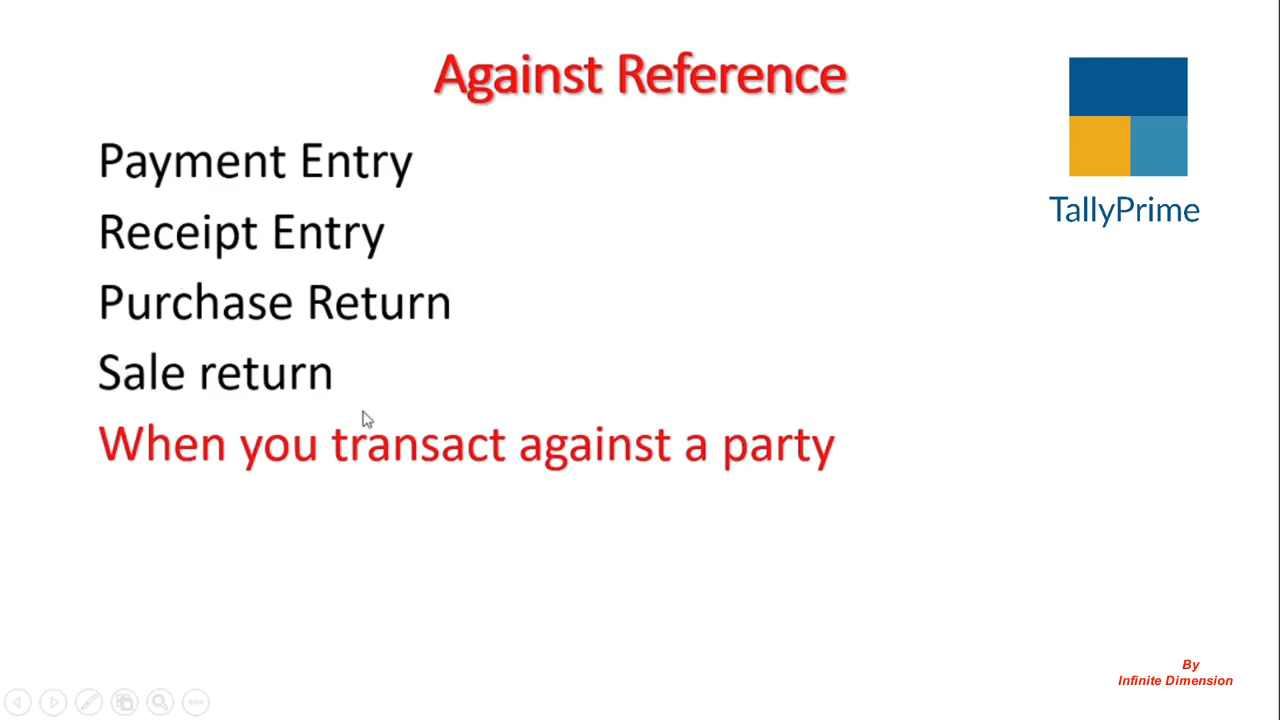 Against Reference
TallyPrime
Payment Entry
Receipt Entry
Purchase Return
Sale return
When you transact against a party
By
Infinite Dimension